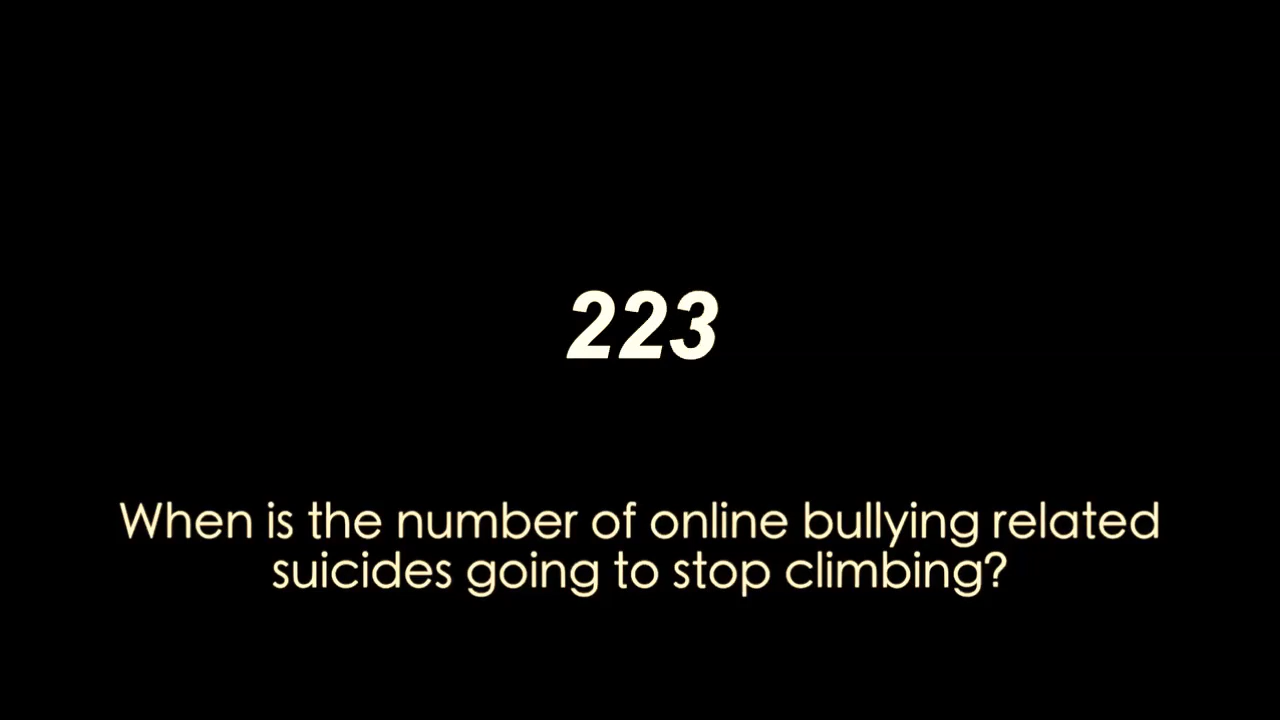 223
When is the number of online bullying related
suicides going to stop climbing?